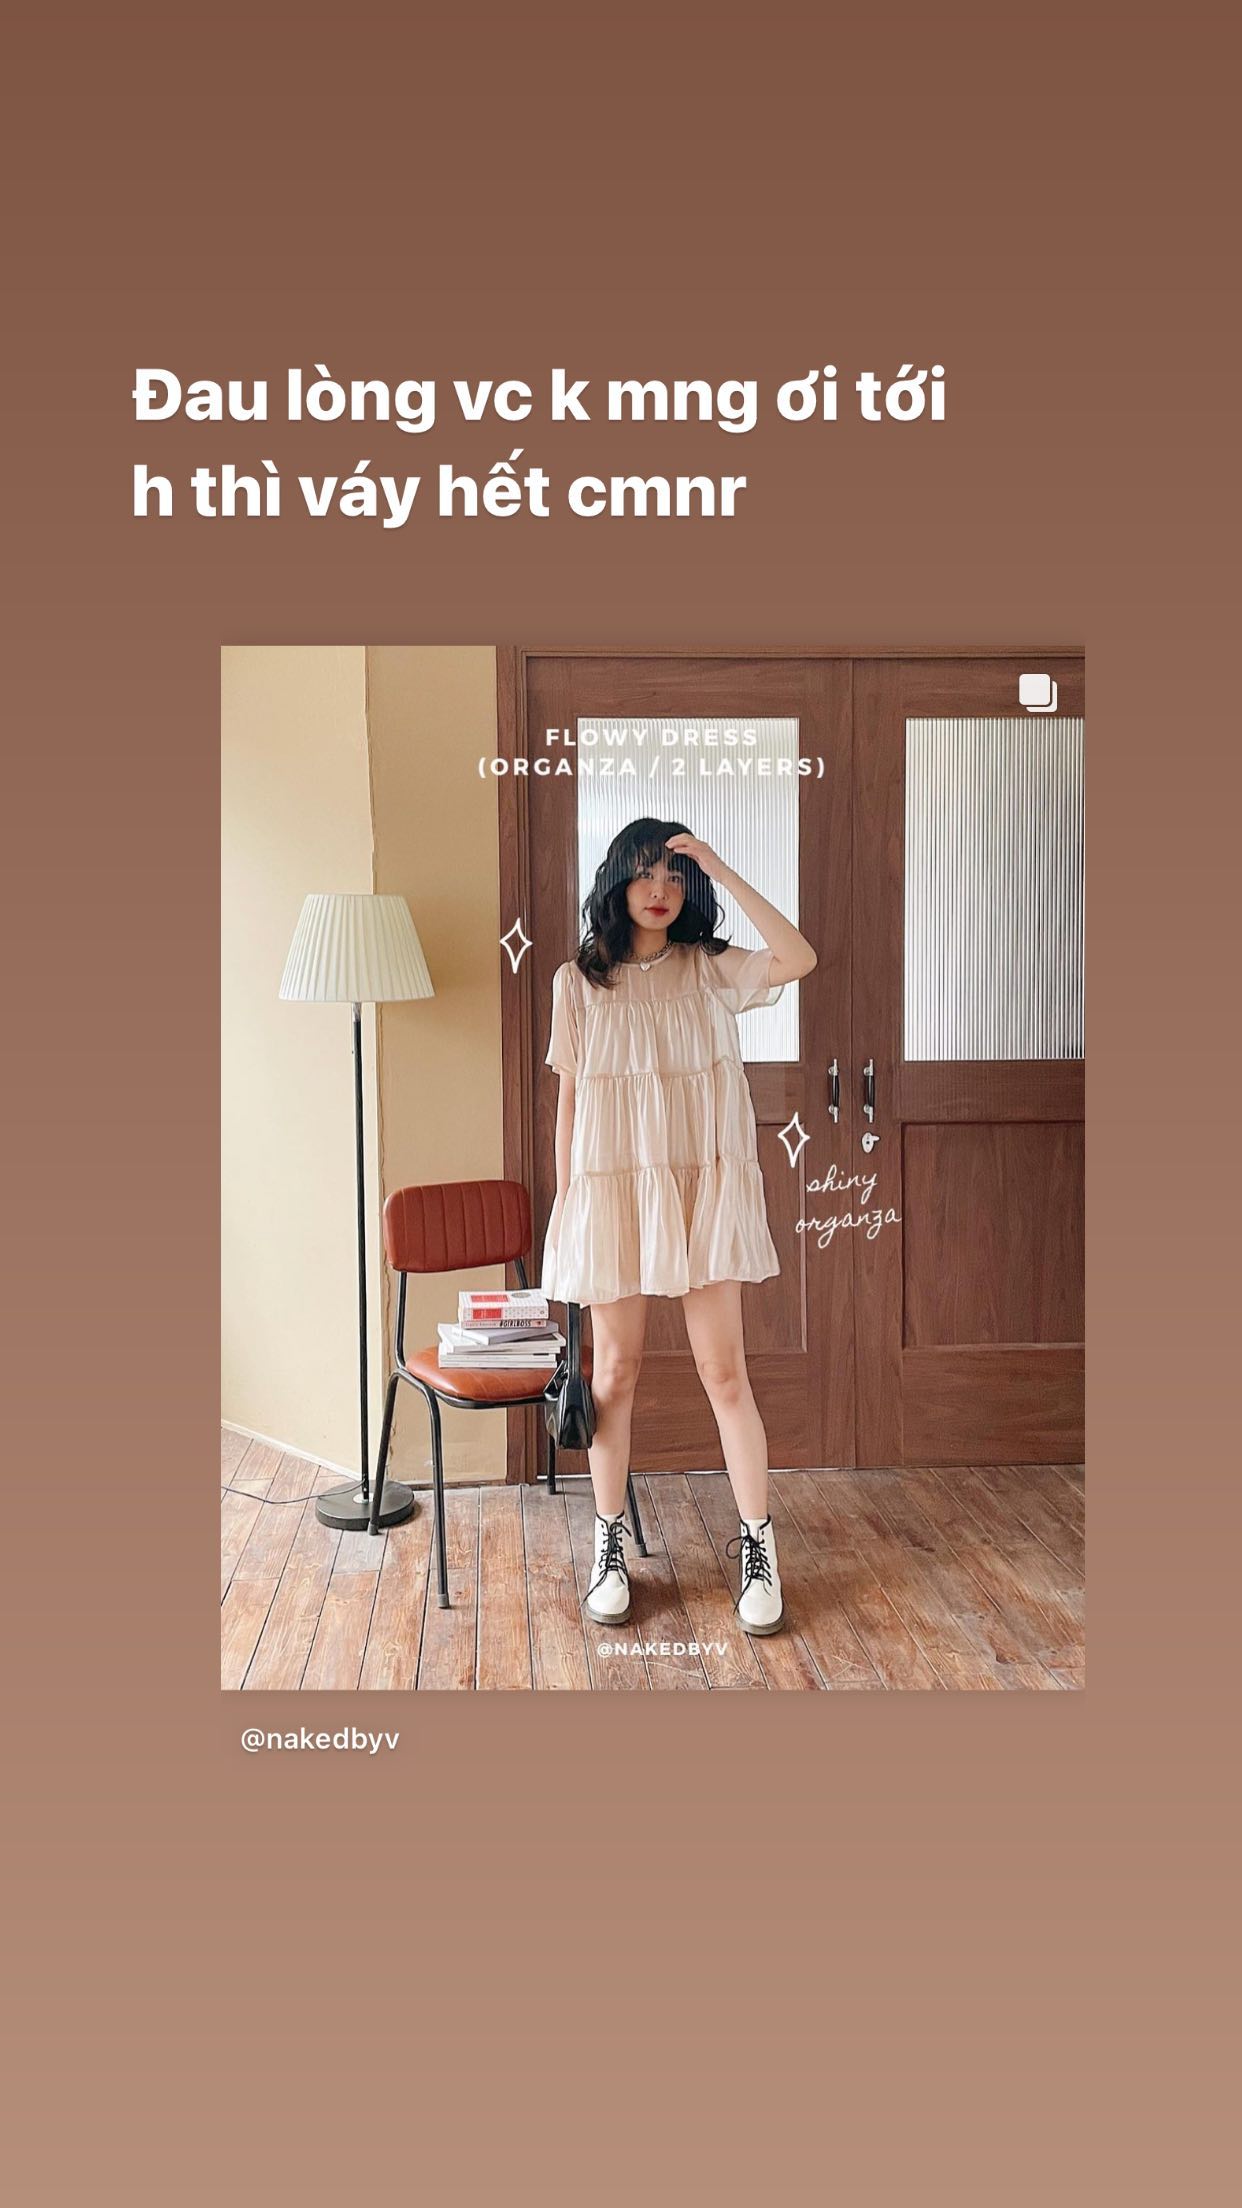 Đau lòng vc k mng ơi tới
h thì váy hết cmnr
FLOWY DRESS
(ORGANZA / 2 LAYERS)
shiny
organza
#GIRLBOSS
@NAKEDBYV
@nakedbyv